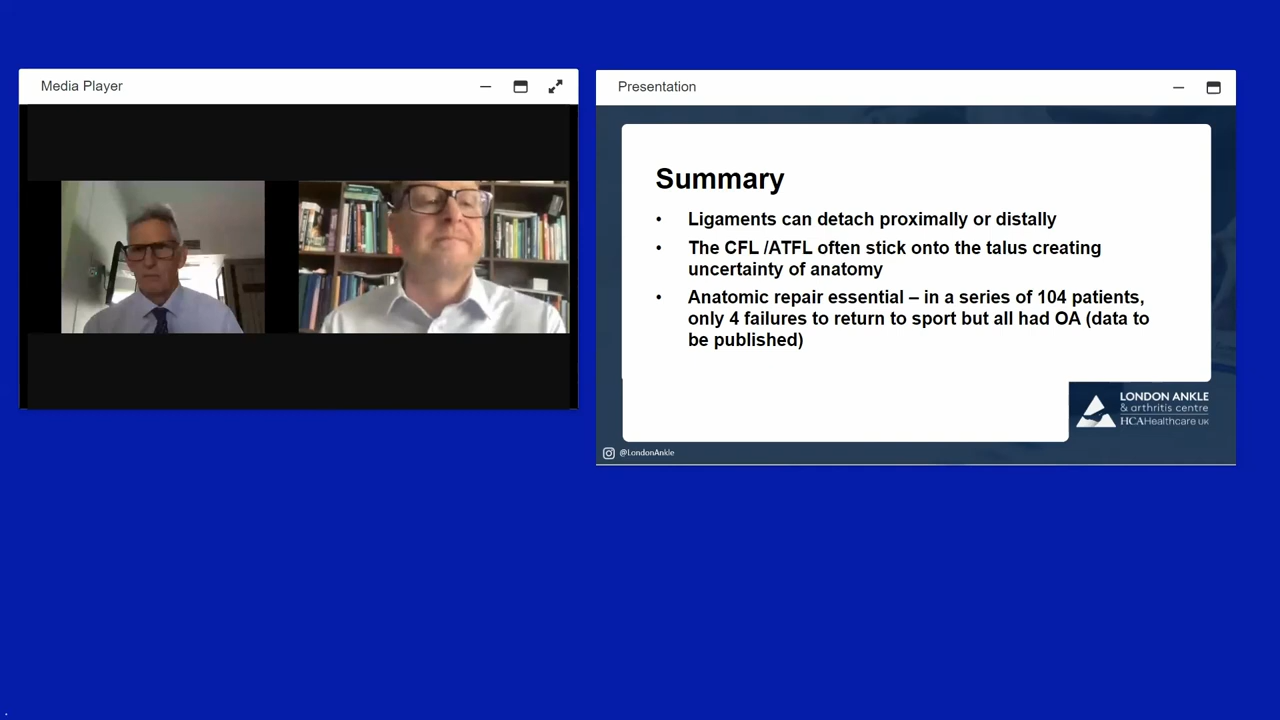 Media Player
Presentation
Summary
• Ligaments can detach proximally or distally
• The CFL /ATFL often stick onto the talus creating
uncertainty of anatomy
• Anatomic repair essential – in a series of 104 patients,
only 4 failures to return to sport but all had OA (data to
be published)
LONDON ANKLE
& arthritis centre
HCAHealthcare UK
@LondonAnkle